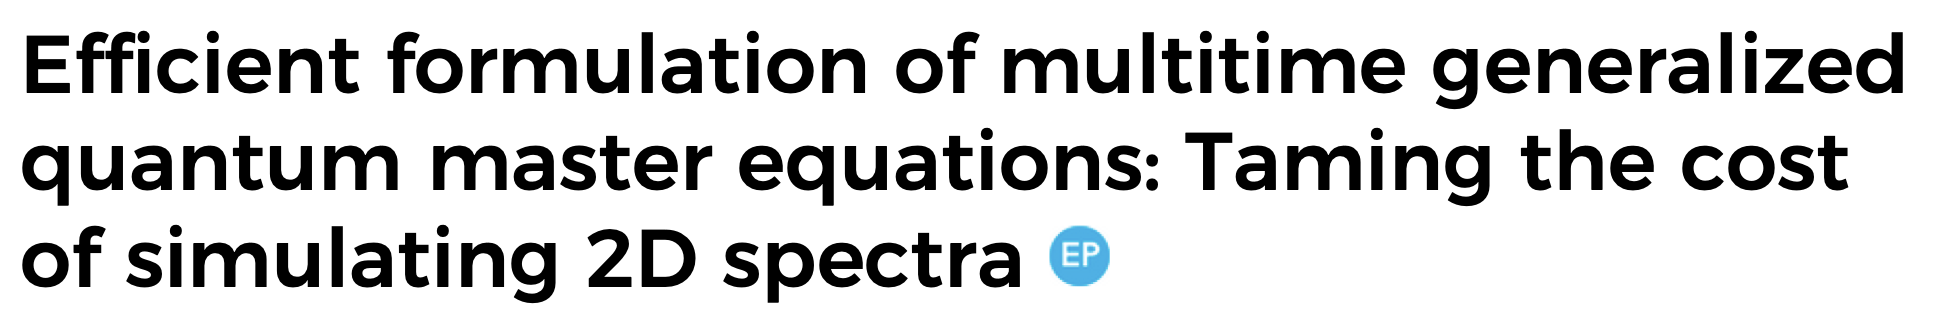 Efficient formulation of multitime generalized
quantum master equations: Taming the cost
of simulating 2D spectra EP